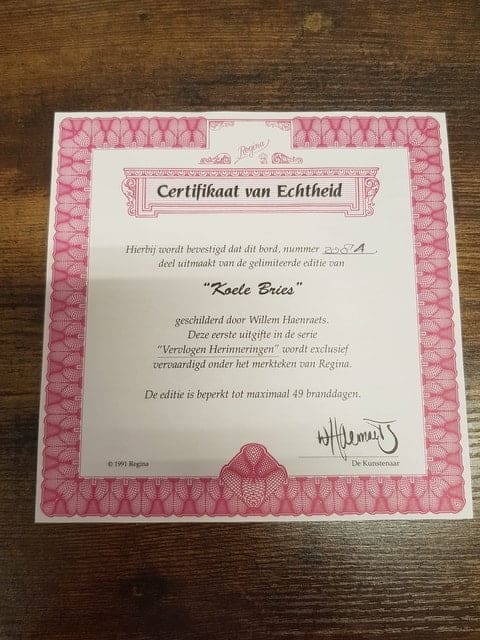 Regina
Certifikaat van Echtheid
Hierbij wordt bevestigd dat dit bord, nummer
deel uitmaakt van de gelimiteerde editie van
“Koele Bries”
geschilderd door Willem Haenraets.
Deze eerste uitgifte in de serie
“Vervlogen Herinneringen” wordt exclusief
vervaardigd onder het merkteken van Regina.
De editie is beperkt tot maximaal 49 branddagen.
© 1991 Regina
De Kunstenaar